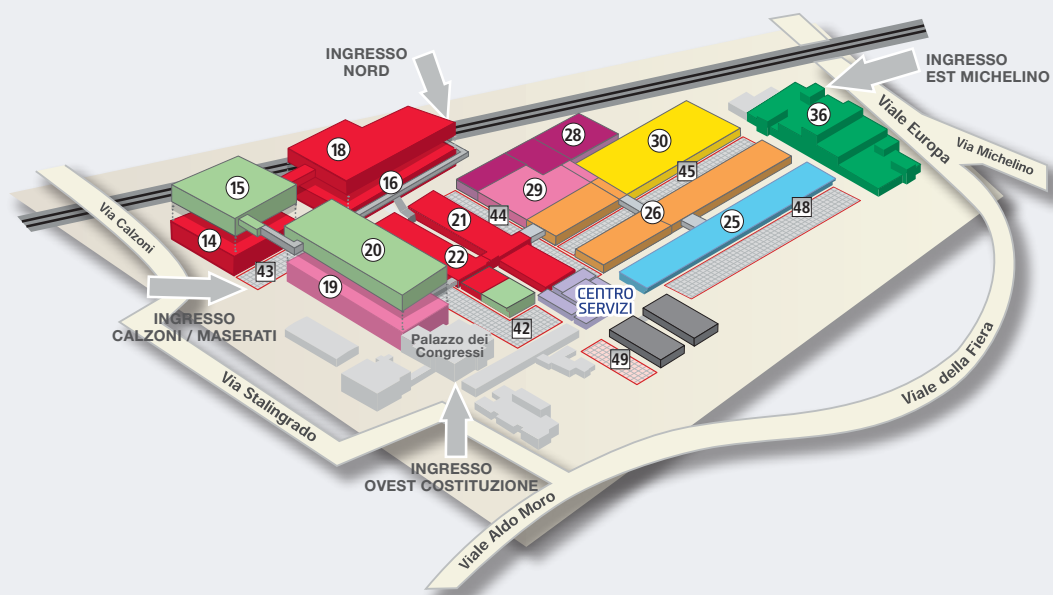 INGRESSO
NORD
INGRESSO
EST MICHELINO
36
Viale Europa
Via Michelino
28
30
18
29
45
16
15
26
21
44
48
25
14
20
22
Via Calzoni
43
19
CENTRO
SERVIZI
42
INGRESSO
CALZONI / MASERATI
Palazzo dei
Congressi
49
Via Stalingrado
Viale della Fiera
INGRESSO
OVEST COSTITUZIONE
Viale Aldo Moro